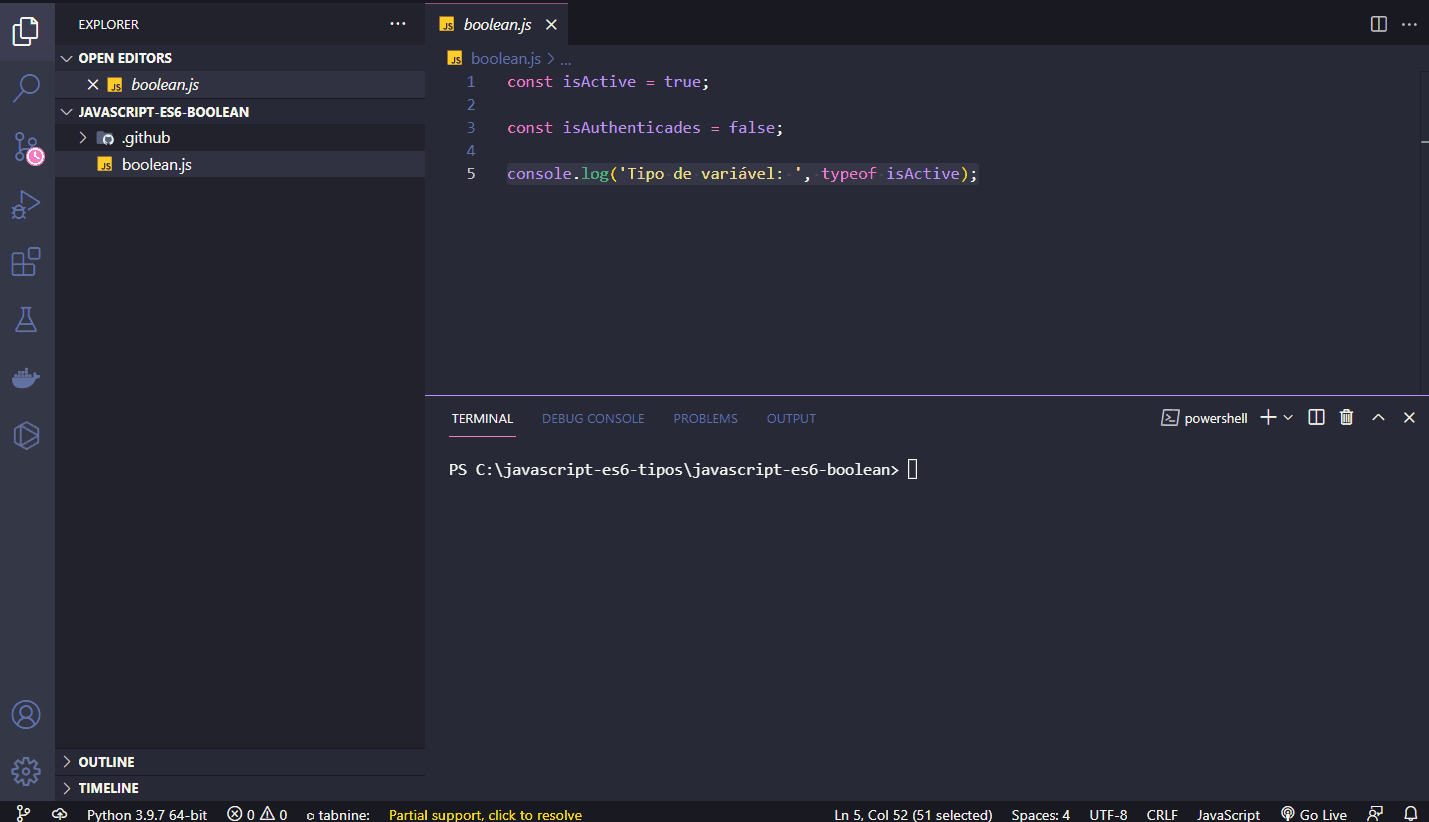 EXPLORER
OPEN EDITORS
JS boolean.js
JAVASCRIPT-ES6-BOOLEAN
.github
JS boolean.js
OUTLINE
TIMELINE
JS boolean.js
JS boolean.js > ...
1 const isActive = true;
2
3 const isAuthenticades = false;
4
5 console.log('Tipo de variável: ', typeof isActive);
TERMINAL DEBUG CONSOLE PROBLEMS OUTPUT powershell
PS C:\javascript-es6-tipos\javascript-es6-boolean>
Python 3.9.7 64-bit 0 0 tabnine: Partial support, click to resolve Ln 5, Col 52 (51 selected) Spaces: 4 UTF-8 CRLF JavaScript Go Live